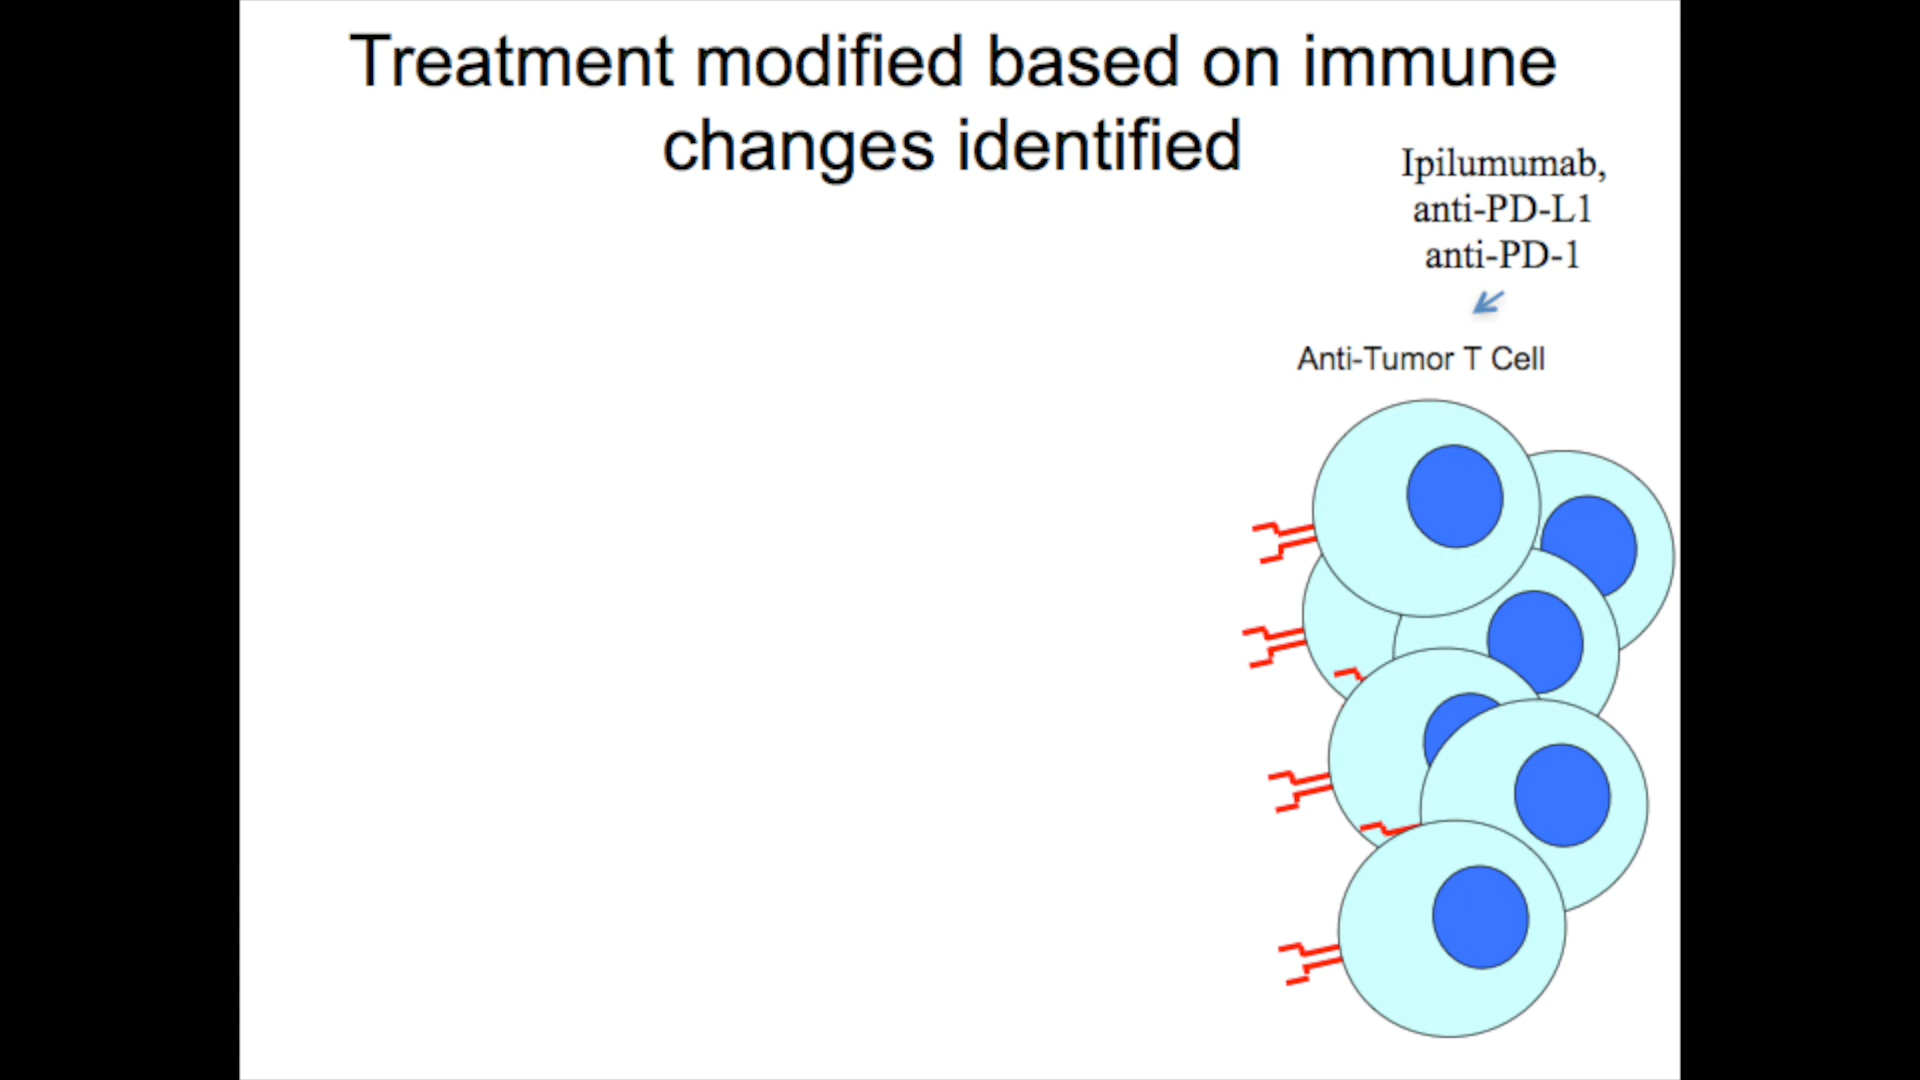 Treatment modified based on immune
changes identified
Ipilumumab,
anti-PD-L1
anti-PD-1
Anti-Tumor T Cell